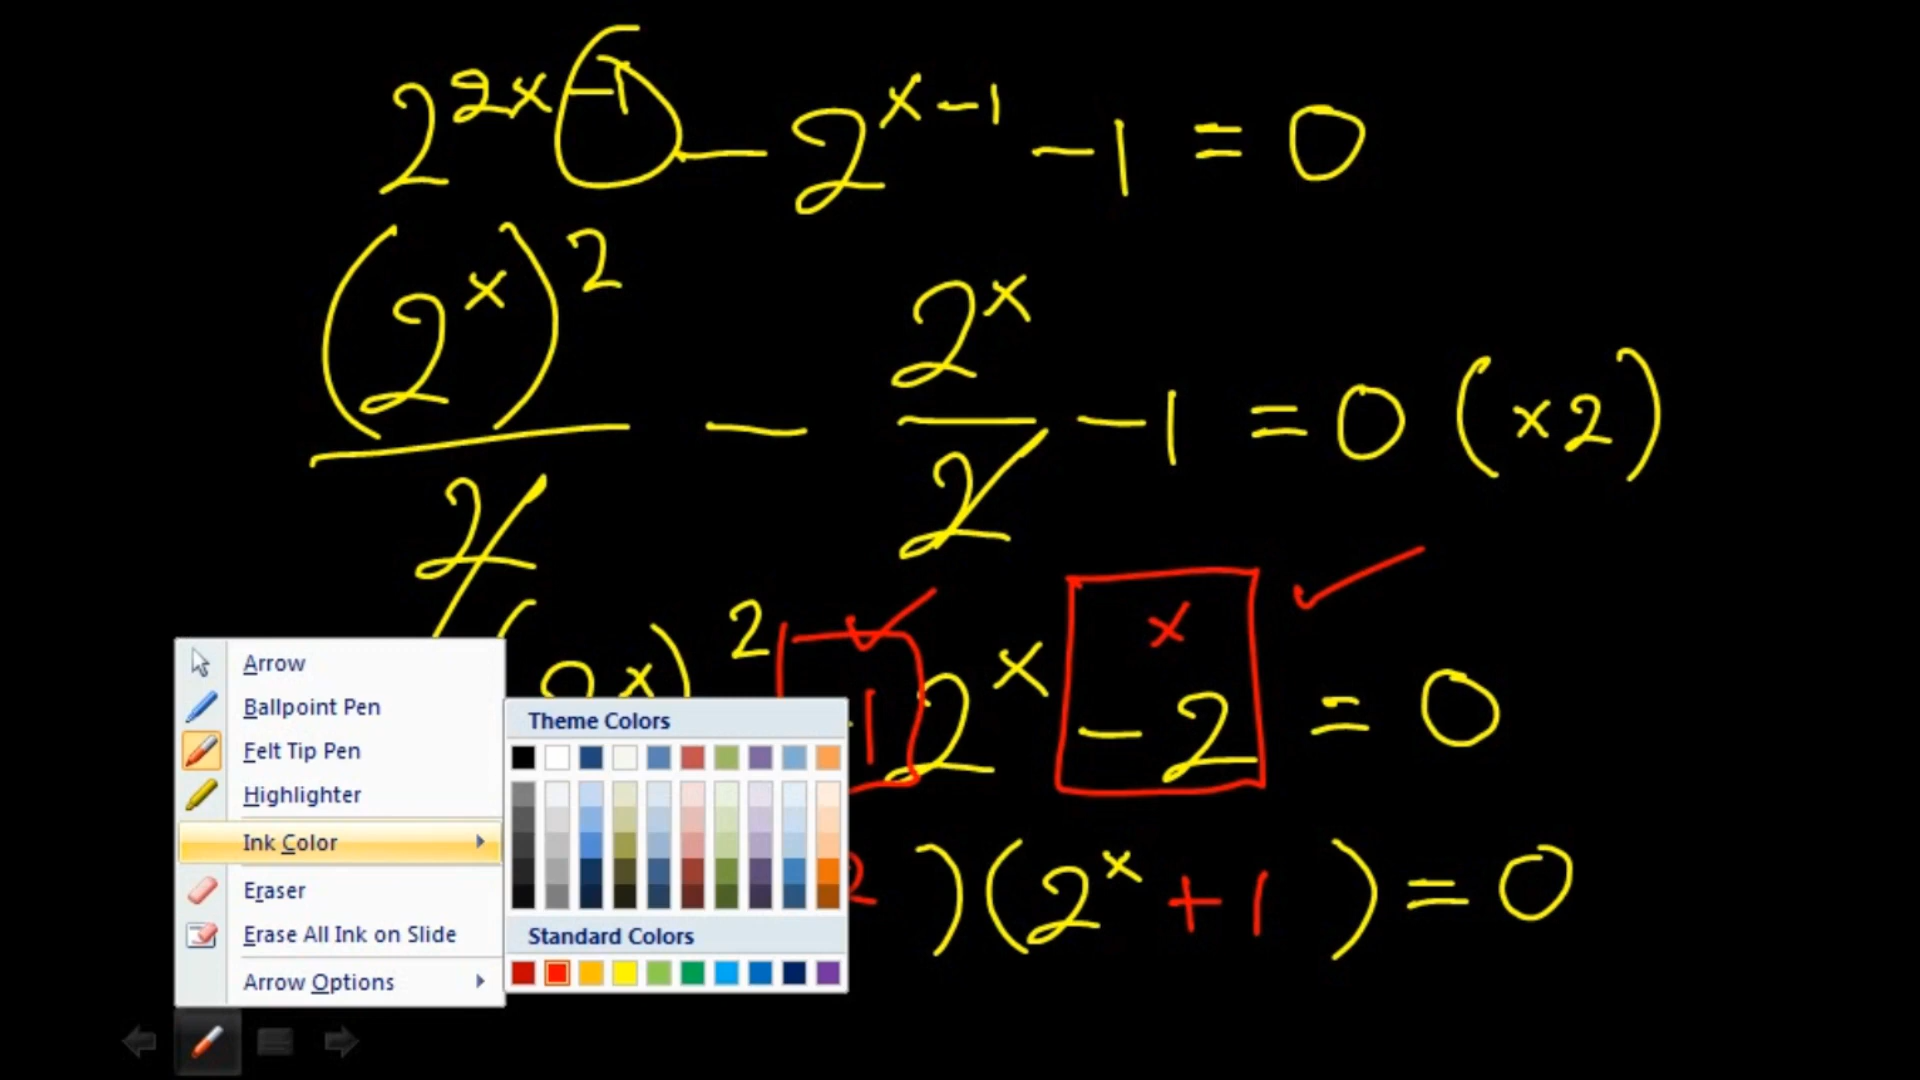 2^{2x-1} - 2^{x-1} - 1 = 0
(2^x)^2 / 2 - 2^x / 2 - 1 = 0 (x2)
x)^2 1 2^x - 2 = 0
x
)(2^x + 1 ) = 0
Arrow
Ballpoint Pen
Felt Tip Pen
Highlighter
Ink Color
Eraser
Erase All Ink on Slide
Arrow Options
Theme Colors
Standard Colors